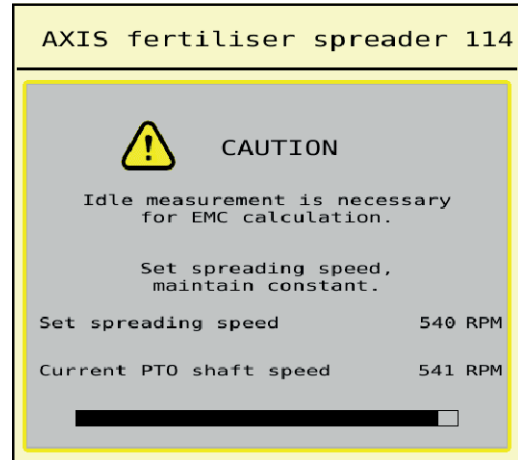 AXIS fertiliser spreader 114
CAUTION
Idle measurement is necessary
for EMC calculation.
Set spreading speed,
maintain constant.
Set spreading speed 540 RPM
Current PTO shaft speed 541 RPM